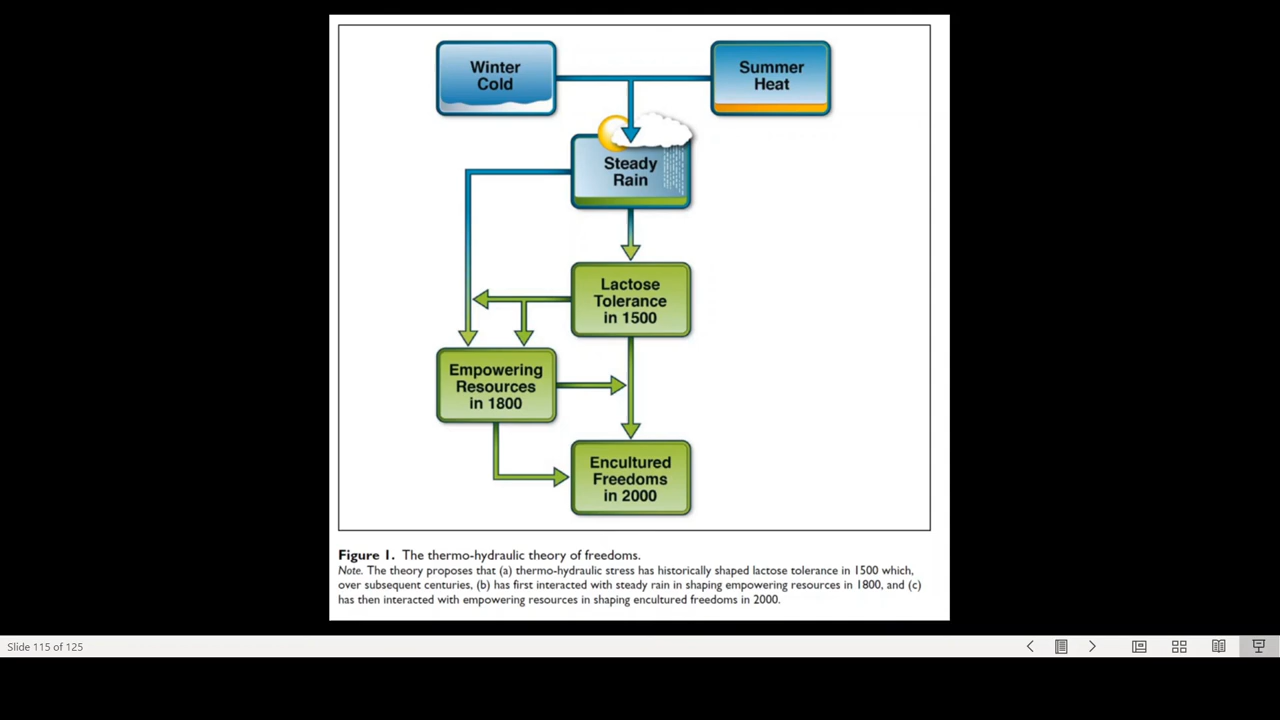 Winter
Cold
Summer
Heat
Steady
Rain
Lactose
Tolerance
in 1500
Empowering
Resources
in 1800
Encultured
Freedoms
in 2000
Figure 1. The thermo-hydraulic theory of freedoms.
Note. The theory proposes that (a) thermo-hydraulic stress has historically shaped lactose tolerance in 1500 which,
over subsequent centuries, (b) has first interacted with steady rain in shaping empowering resources in 1800, and (c)
has then interacted with empowering resources in shaping encultured freedoms in 2000.
Slide 115 of 125